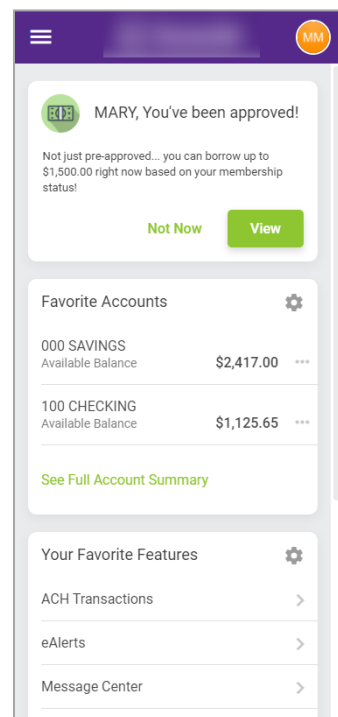 MM
MARY, You've been approved!
Not just pre-approved... you can borrow up to
$1,500.00 right now based on your membership
status!
Not Now View
Favorite Accounts
000 SAVINGS
Available Balance $2,417.00
100 CHECKING
Available Balance $1,125.65
See Full Account Summary
Your Favorite Features
ACH Transactions
eAlerts
Message Center